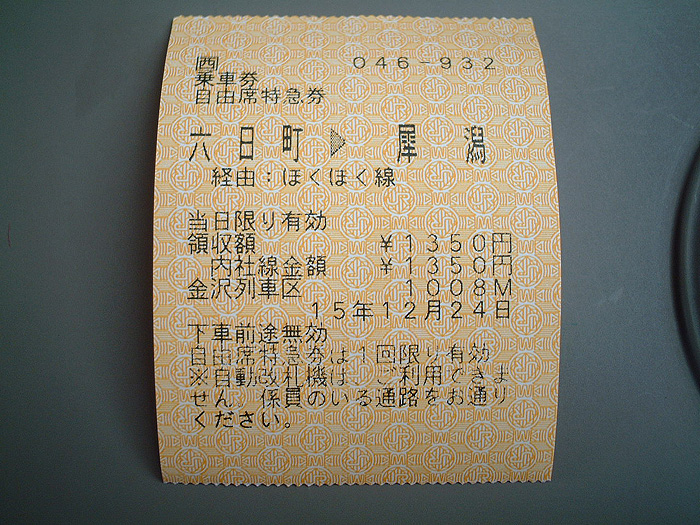 四 046-932
乗車券
自由席特急券
六日町▶犀潟
経由：ほくほく線
当日限り有効
領収額 ¥1350円
内社線金額 ¥1350円
金沢列車区 1008M
15年12月24日
下車前途無効
自由席特急券は1回限り有効
※自動改札機は、ご利用できま
せん。係員のいる通路をお通り
ください。